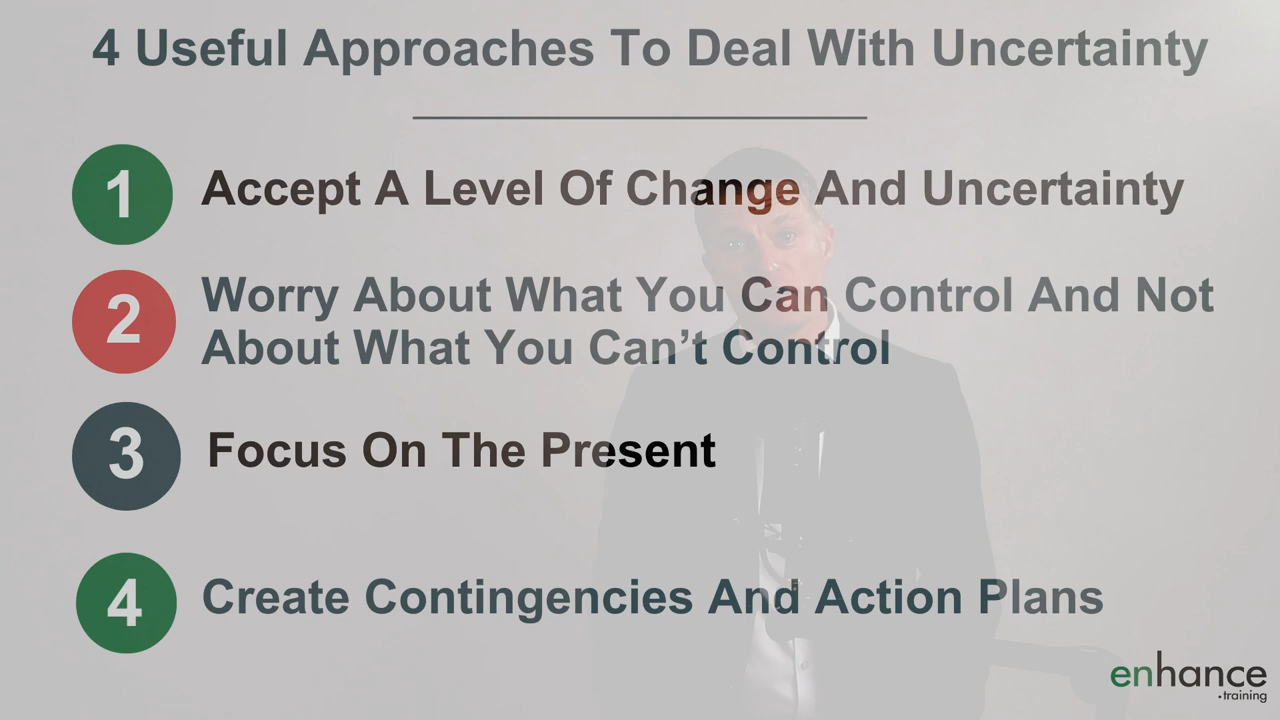 4 Useful Approaches To Deal With Uncertainty
1 Accept A Level Of Change And Uncertainty
2 Worry About What You Can Control And Not
About What You Can’t Control
3 Focus On The Present
4 Create Contingencies And Action Plans
enhance
.training